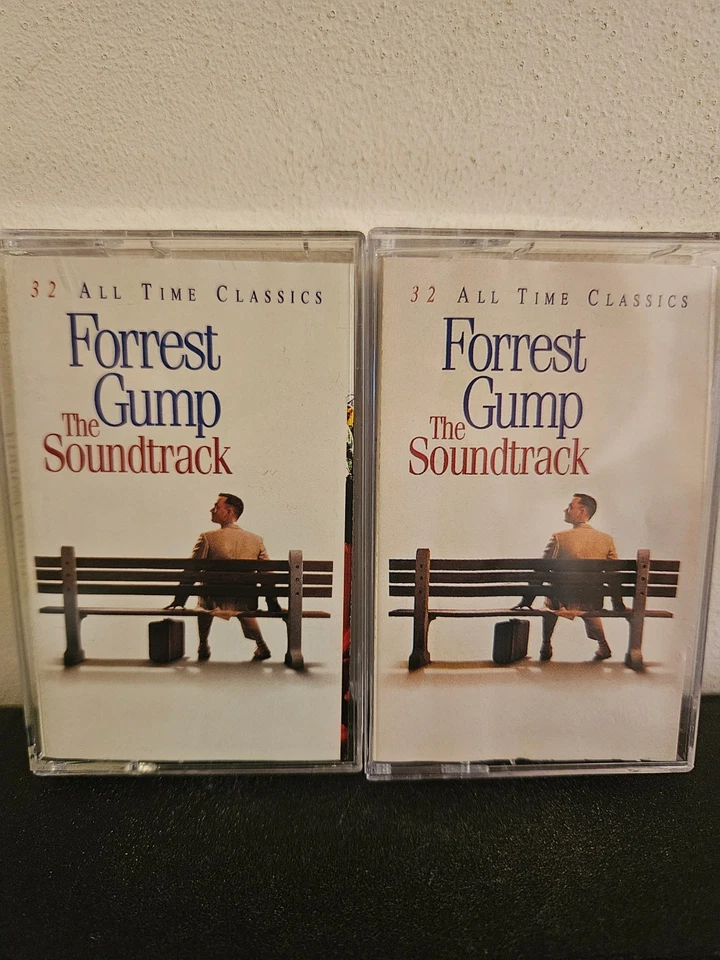 32 ALL TIME CLASSICS
Forrest
Gump
The
Soundtrack
32 ALL TIME CLASSICS
Forrest
Gump
The
Soundtrack